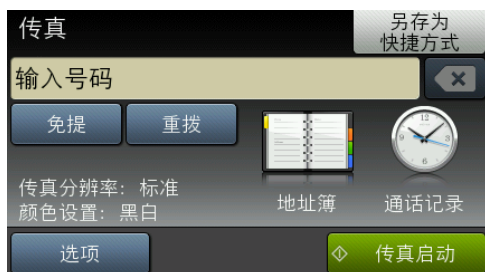 传真
另存为
快捷方式
输入号码
免提
重拨
传真分辨率: 标准
颜色设置: 黑白
地址簿
通话记录
选项
传真启动